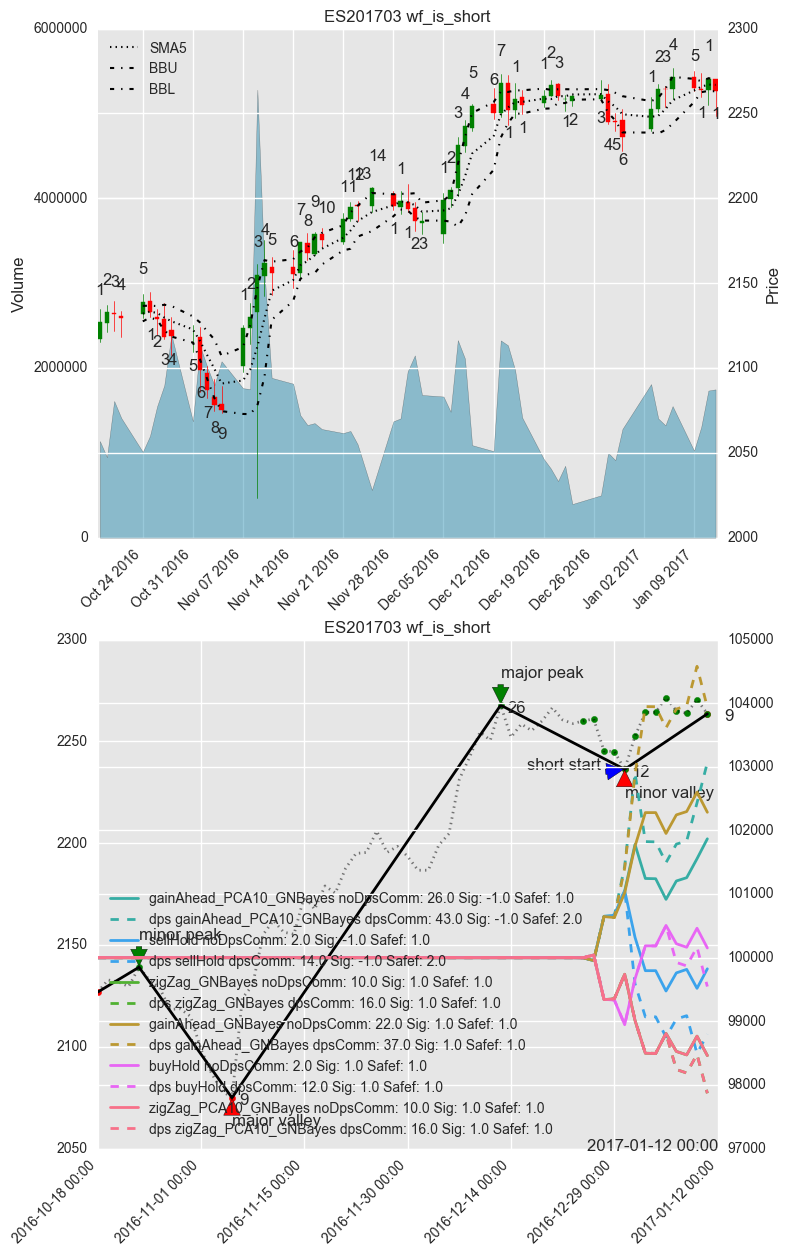 ES201703 wf_is_short
6000000
4000000
2000000
0
Volume
2300
2250
2200
2150
2100
2050
2000
Price
SMA5
BBU
BBL
Oct 24 2016
Oct 31 2016
Nov 07 2016
Nov 14 2016
Nov 21 2016
Nov 28 2016
Dec 05 2016
Dec 12 2016
Dec 19 2016
Dec 26 2016
Jan 02 2017
Jan 09 2017
ES201703 wf_is_short
2300
2250
2200
2150
2100
2050
105000
104000
103000
102000
101000
100000
99000
98000
97000
major peak
26
9
short start
12
minor valley
minor peak
9
major valley
gainAhead_PCA10_GNBayes noDpsComm: 26.0 Sig: -1.0 Safef: 1.0
dps gainAhead_PCA10_GNBayes dpsComm: 43.0 Sig: -1.0 Safef: 2.0
sellHold noDpsComm: 2.0 Sig: -1.0 Safef: 1.0
dps sellHold dpsComm: 14.0 Sig: -1.0 Safef: 2.0
zigZag_GNBayes noDpsComm: 10.0 Sig: 1.0 Safef: 1.0
dps zigZag_GNBayes dpsComm: 16.0 Sig: 1.0 Safef: 1.0
gainAhead_GNBayes noDpsComm: 22.0 Sig: 1.0 Safef: 1.0
dps gainAhead_GNBayes dpsComm: 37.0 Sig: 1.0 Safef: 1.0
buyHold noDpsComm: 2.0 Sig: 1.0 Safef: 1.0
dps buyHold dpsComm: 12.0 Sig: 1.0 Safef: 1.0
zigZag_PCA10_GNBayes noDpsComm: 10.0 Sig: 1.0 Safef: 1.0
dps zigZag_PCA10_GNBayes dpsComm: 16.0 Sig: 1.0 Safef: 1.0
2017-01-12 00:00
2016-10-18 00:00
2016-11-01 00:00
2016-11-15 00:00
2016-11-30 00:00
2016-12-14 00:00
2016-12-29 00:00
2017-01-12 00:00